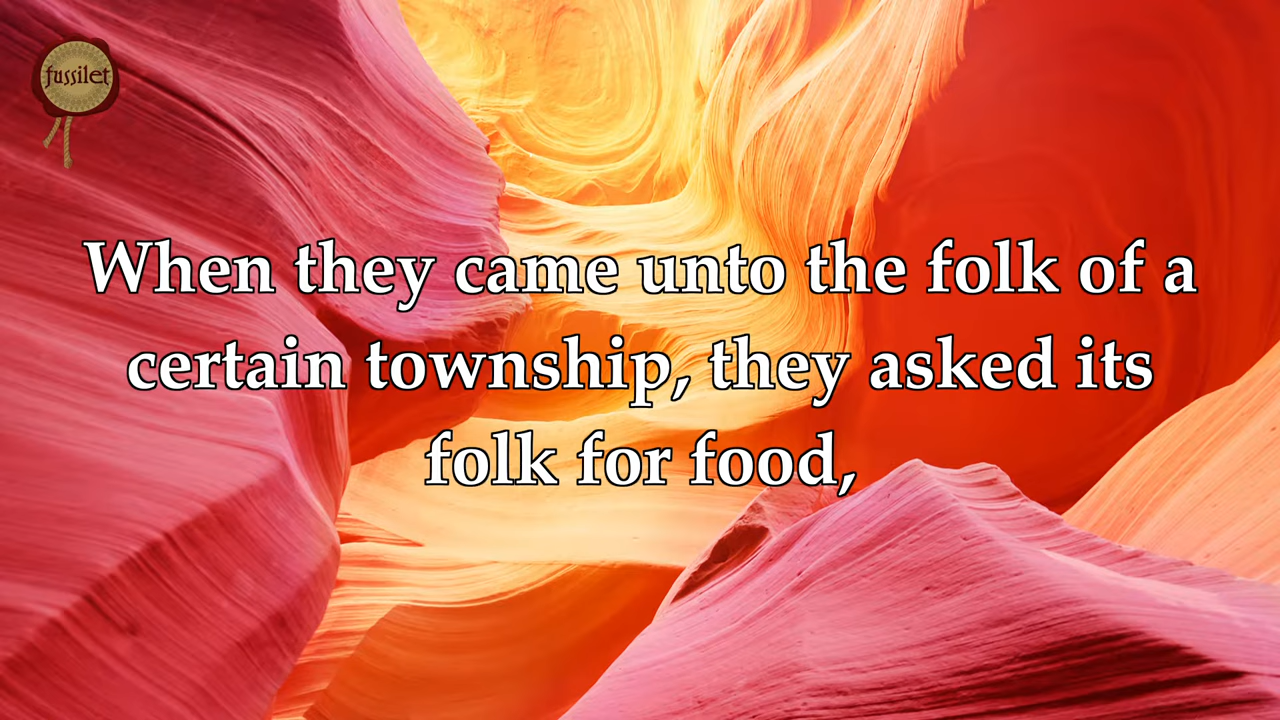 fussilet
When they came unto the folk of a
certain township, they asked its
folk for food,